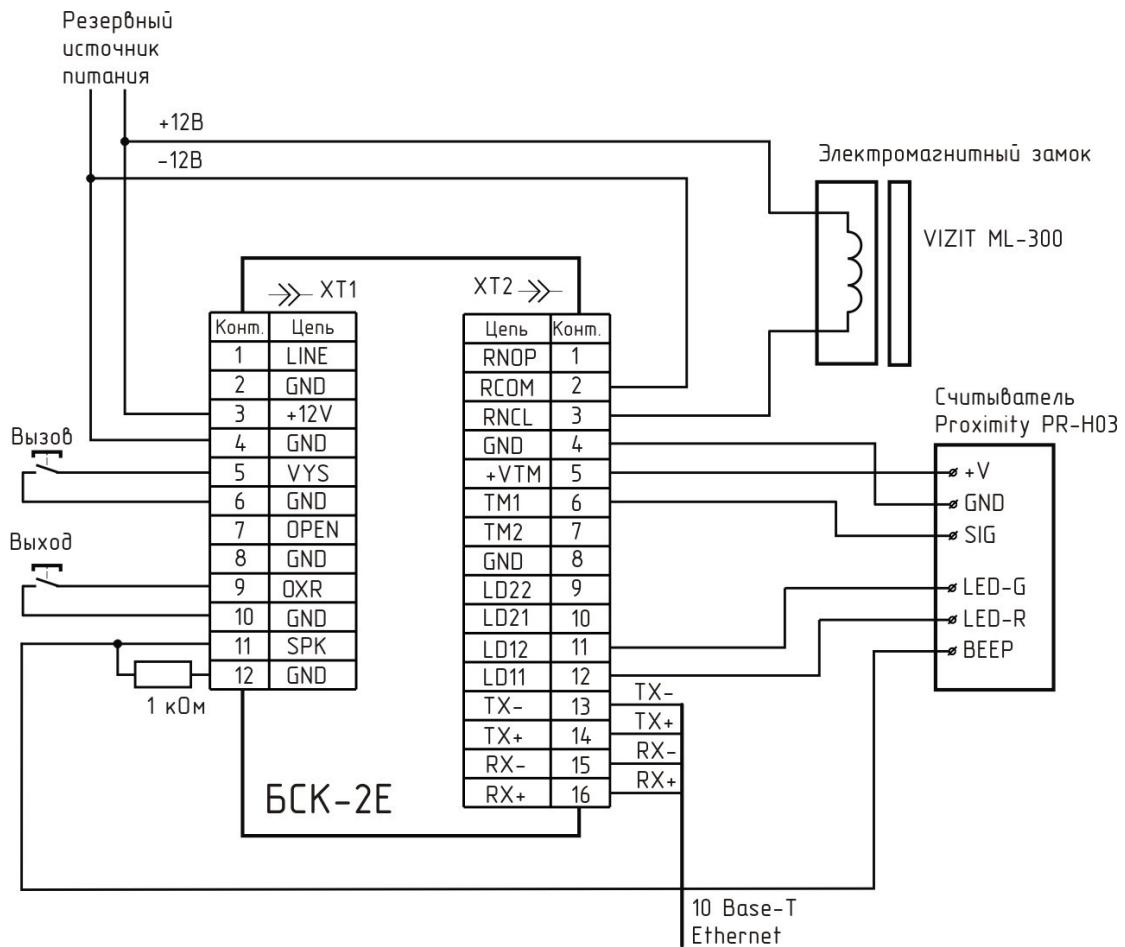 Резервный
источник
питания
+12В
-12В
Электромагнитный замок
VIZIT ML-300
XT1
XT2
Конт. Цепь
1 LINE
2 GND
3 +12V
4 GND
5 VYS
6 GND
7 OPEN
8 GND
9 OXR
10 GND
11 SPK
12 GND
Цепь Конт.
RNOP 1
RCOM 2
RNCL 3
GND 4
+VTM 5
TM1 6
TM2 7
GND 8
LD22 9
LD21 10
LD12 11
LD11 12
TX- 13
TX+ 14
RX- 15
RX+ 16
Вызов
Выход
1 кОм
БСК-2Е
TX-
TX+
RX-
RX+
Считыватель
Proximity PR-H03
+V
GND
SIG
LED-G
LED-R
BEEP
10 Base-T
Ethernet